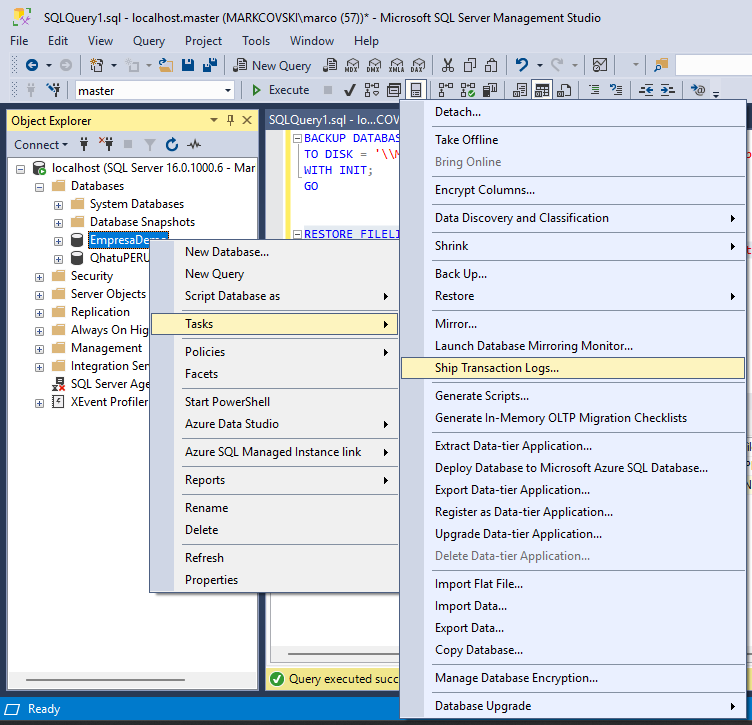 SQLQuery1.sql - localhost.master (MARKCOVSKI\marco (57))* - Microsoft SQL Server Management Studio
File Edit View Query Project Tools Window Help
New Query MDX DMX XMLA DAX
master Execute
Object Explorer
Connect
localhost (SQL Server 16.0.1000.6 - Mar
Databases
System Databases
Database Snapshots
EmpresaDemo
QhatuPERU
Security
Server Objects
Replication
Always On Hig
Management
Integration Ser
SQL Server Age
XEvent Profiler
SQLQuery1.sql - lo...COV
BACKUP DATABAS
TO DISK = '\\M
WITH INIT;
GO
RESTORE FILELI
New Database...
New Query
Script Database as
Tasks
Policies
Facets
Start PowerShell
Azure Data Studio
Azure SQL Managed Instance link
Reports
Rename
Delete
Refresh
Properties
Detach...
Take Offline
Bring Online
Encrypt Columns...
Data Discovery and Classification
Shrink
Back Up...
Restore
Mirror...
Launch Database Mirroring Monitor...
Ship Transaction Logs...
Generate Scripts...
Generate In-Memory OLTP Migration Checklists
Extract Data-tier Application...
Deploy Database to Microsoft Azure SQL Database...
Export Data-tier Application...
Register as Data-tier Application...
Upgrade Data-tier Application...
Delete Data-tier Application...
Import Flat File...
Import Data...
Export Data...
Copy Database...
Manage Database Encryption...
Database Upgrade
Query executed succ
Ready